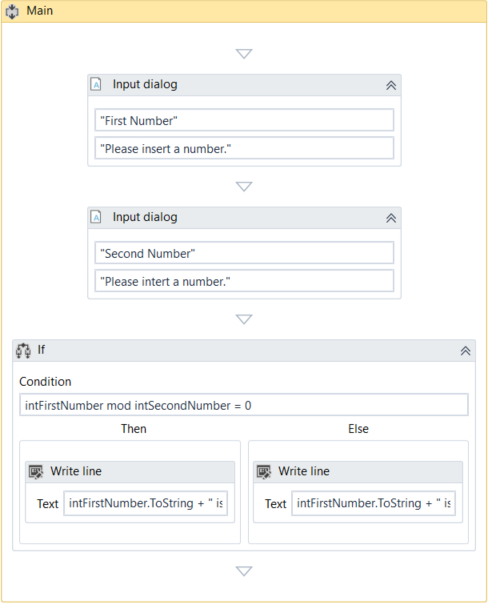 Main
Input dialog
"First Number"
"Please insert a number."
Input dialog
"Second Number"
"Please intert a number."
If
Condition
intFirstNumber mod intSecondNumber = 0
Then
Else
Write line
Text intFirstNumber.ToString + " is
Write line
Text intFirstNumber.ToString + " is